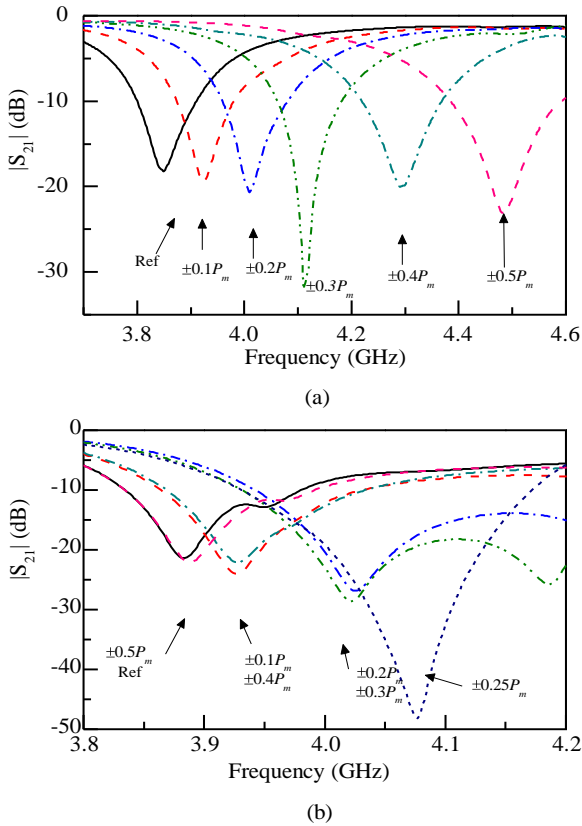 0
-10
-20
-30
|S21| (dB)
Ref
±0.1Pm
±0.2Pm
±0.3Pm
±0.4Pm
±0.5Pm
3.8
4.0
4.2
4.4
4.6
Frequency (GHz)
(a)
0
-10
-20
-30
-40
-50
|S21| (dB)
±0.5Pm
Ref
±0.1Pm
±0.4Pm
±0.2Pm
±0.3Pm
±0.25Pm
3.8
3.9
4.0
4.1
4.2
Frequency (GHz)
(b)